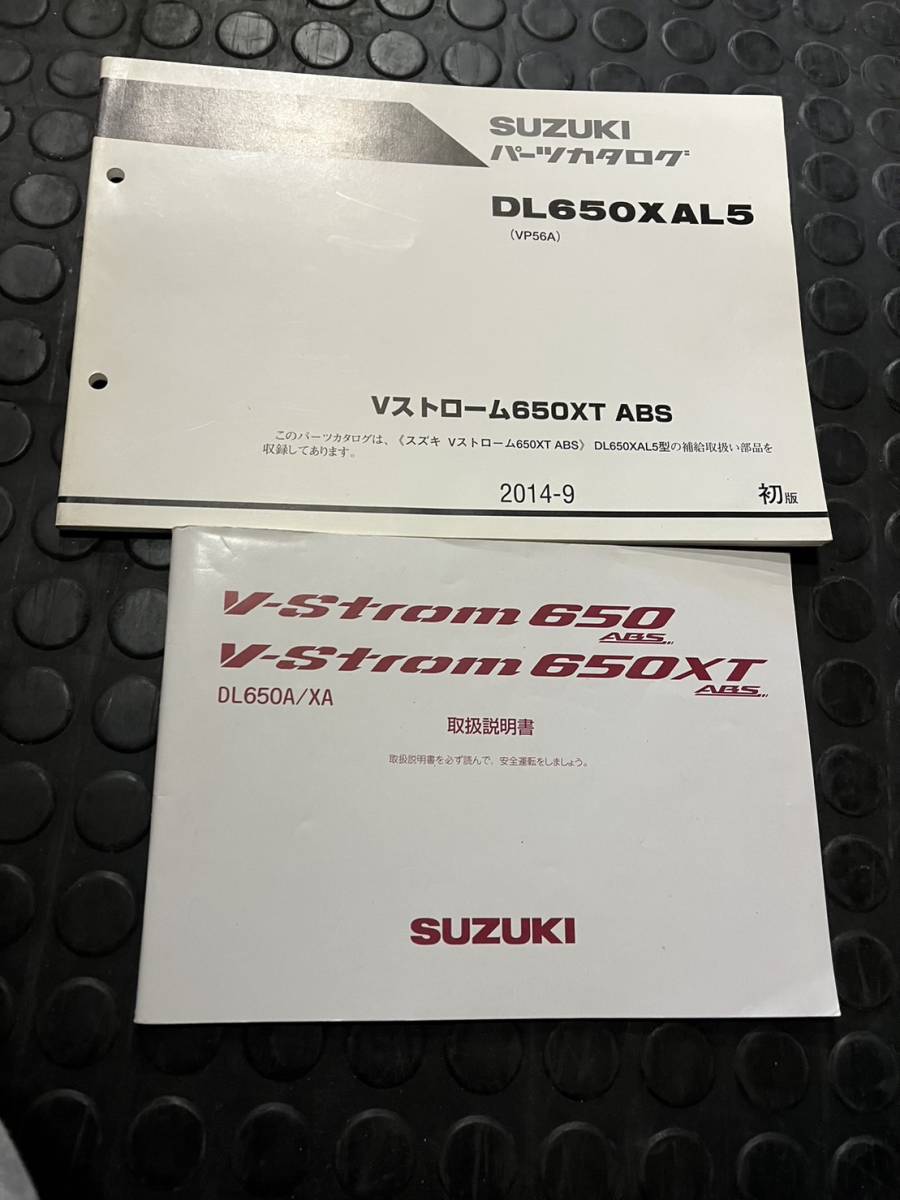 SUZUKI
パーツカタログ
DL650XAL5
(VP56A)
Vストローム650XT ABS
このパーツカタログは、《スズキ Vストローム650XT ABS》 DL650XAL5型の補給取扱い部品を
収録してあります。
2014-9 初版
V-Strom 650
ABS
V-Strom 650XT
ABS
DL650A/XA
取扱説明書
取扱説明書を必ず読んで、安全運転をしましょう。
SUZUKI